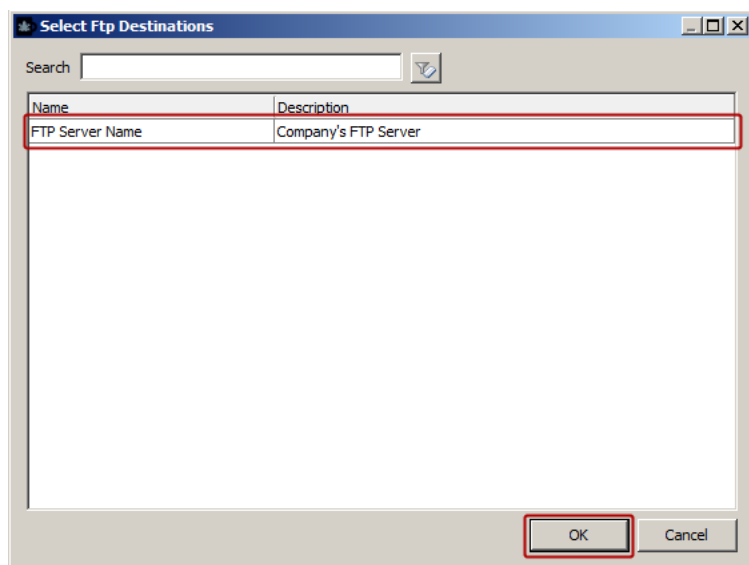 Select Ftp Destinations
Search
Name Description
FTP Server Name Company's FTP Server
OK Cancel